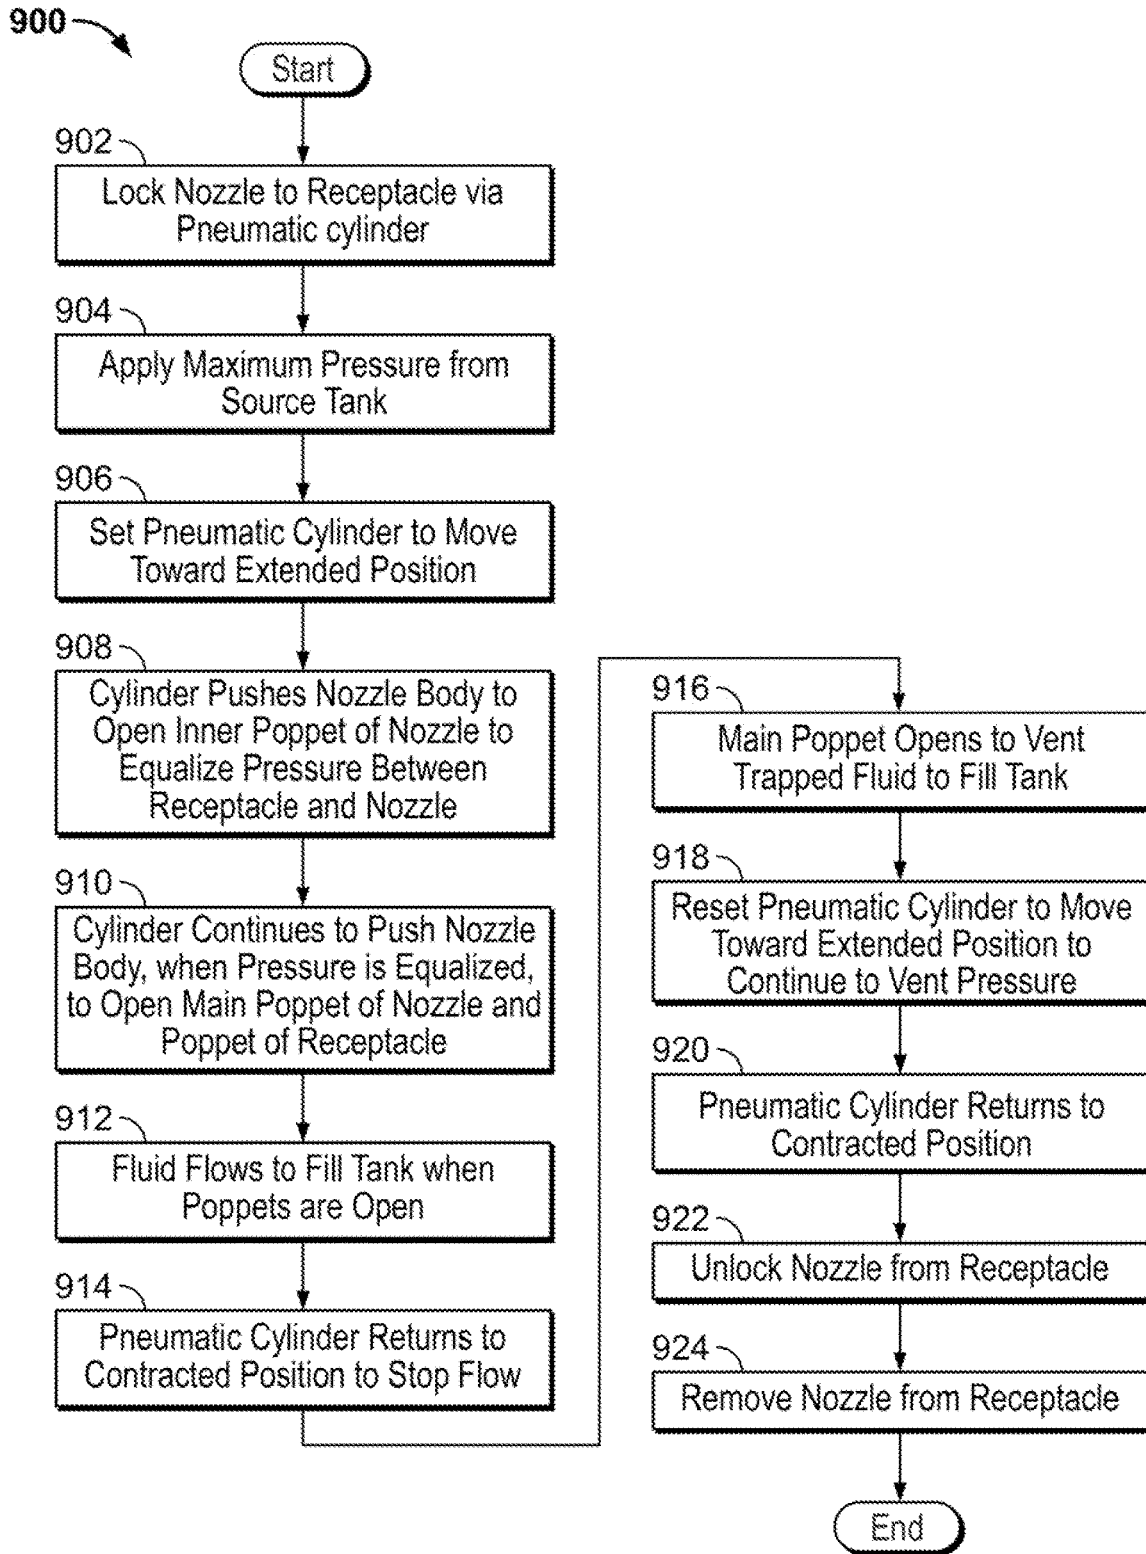 900
Start
902
Lock Nozzle to Receptacle via
Pneumatic cylinder
904
Apply Maximum Pressure from
Source Tank
906
Set Pneumatic Cylinder to Move
Toward Extended Position
908
Cylinder Pushes Nozzle Body to
Open Inner Poppet of Nozzle to
Equalize Pressure Between
Receptacle and Nozzle
910
Cylinder Continues to Push Nozzle
Body, when Pressure is Equalized,
to Open Main Poppet of Nozzle and
Poppet of Receptacle
912
Fluid Flows to Fill Tank when
Poppets are Open
914
Pneumatic Cylinder Returns to
Contracted Position to Stop Flow
916
Main Poppet Opens to Vent
Trapped Fluid to Fill Tank
918
Reset Pneumatic Cylinder to Move
Toward Extended Position to
Continue to Vent Pressure
920
Pneumatic Cylinder Returns to
Contracted Position
922
Unlock Nozzle from Receptacle
924
Remove Nozzle from Receptacle
End